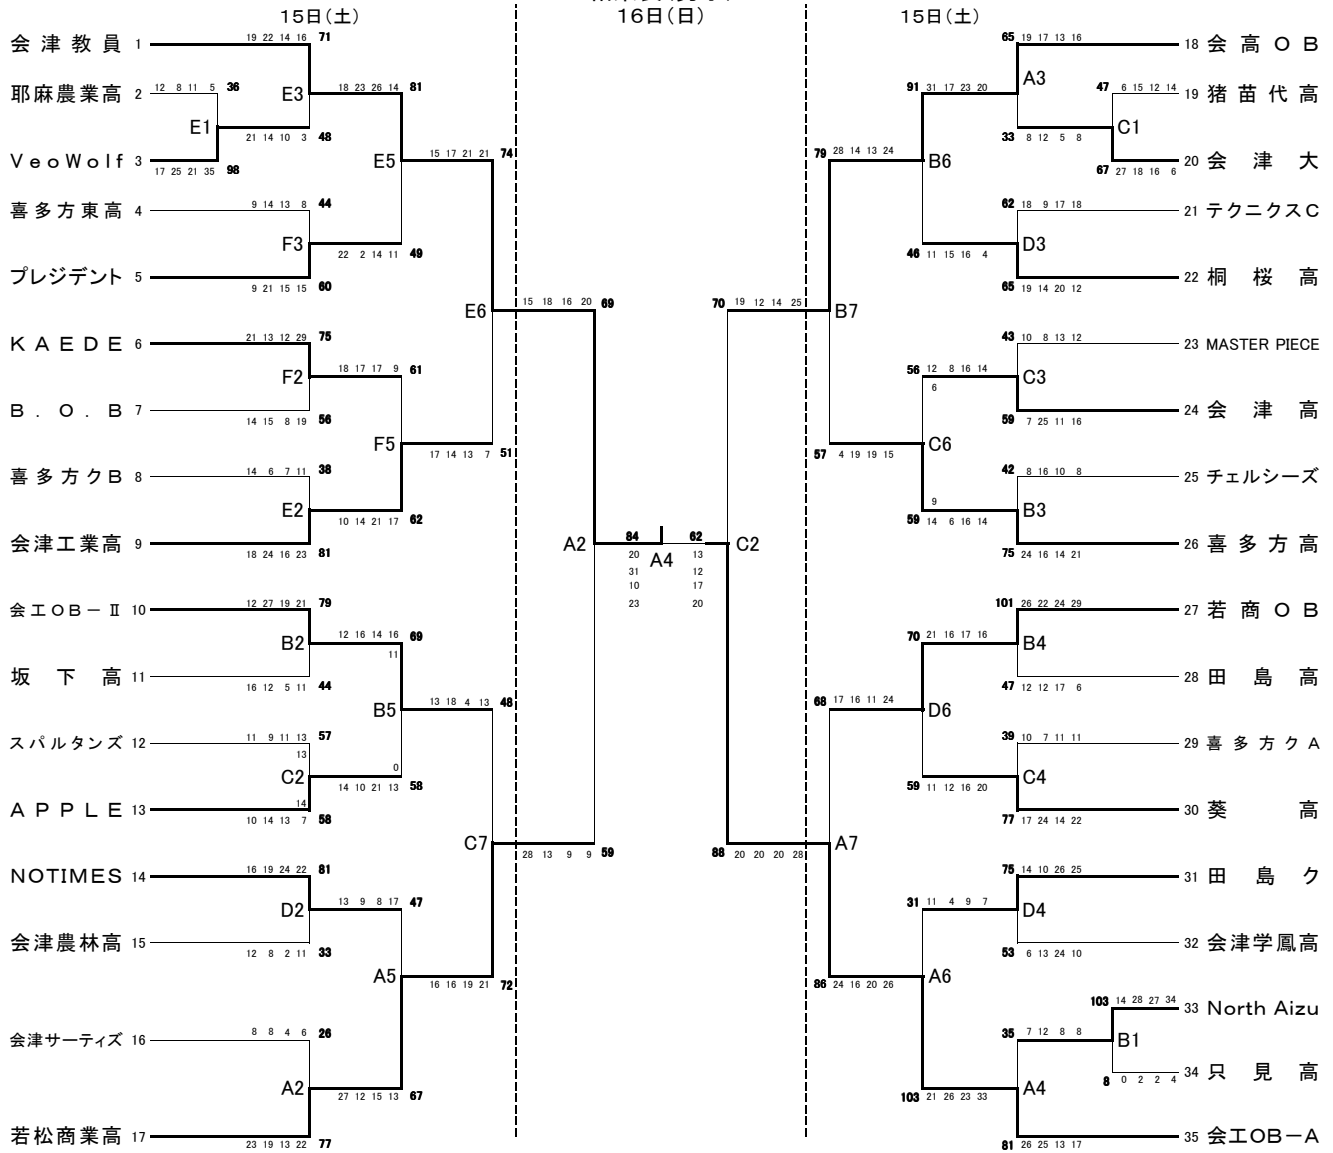 15日(土)
16日(日)
15日(土)
会津教員 1
19 22 14 16 71
耶麻農業高 2
12 8 11 5 36
E3
18 23 26 14 81
E1
21 14 10 3 48
VeoWolf 3
17 25 21 35 98
E5
15 17 21 21 74
喜多方東高 4
9 14 13 8 44
F3
22 2 14 11 49
プレジデント 5
9 21 15 15 60
E6
15 18 16 20 69
KAEDE 6
21 13 12 29 75
F2
18 17 17 9 61
B.O.B 7
14 15 8 19 56
F5
17 14 13 7 51
喜多方クB 8
14 6 7 11 38
E2
10 14 21 17 62
会津工業高 9
18 24 16 23 81
A2
会工OB-Ⅱ 10
12 27 19 21 79
B2
12 16 14 16 69
11
坂下高 11
16 12 5 11 44
B5
13 18 4 13 48
スパルタンズ 12
11 9 11 13 57
13
C2
0
14 10 21 13 58
APPLE 13
14
10 14 13 7 58
C7
28 13 9 9 59
NOTIMES 14
16 19 24 22 81
D2
13 9 8 17 47
会津農林高 15
12 8 2 11 33
A5
16 16 19 21 72
会津サーティズ 16
8 8 4 6 26
A2
27 12 15 13 67
若松商業高 17
23 19 13 22 77
84 62
A4
20 13
31 12
10 17
23 20
65 19 17 13 16
18 会高OB
91 31 17 23 20
A3
47 6 15 12 14
19 猪苗代高
33 8 12 5 8
C1
79 28 14 13 24
B6
67 27 18 16 6
20 会津大
62 18 9 17 18
21 テクニクスC
46 11 15 16 4
D3
65 19 14 20 12
22 桐桜高
70 19 12 14 25
B7
43 10 8 13 12
23 MASTER PIECE
56 12 8 16 14
6
C3
59 7 25 11 16
24 会津高
57 4 19 19 15
C6
42 8 16 10 8
25 チェルシーズ
9
59 14 6 16 14
B3
75 24 16 14 21
26 喜多方高
C2
101 26 22 24 29
27 若商OB
70 21 16 17 16
B4
47 12 12 17 6
28 田島高
68 17 16 11 24
D6
39 10 7 11 11
29 喜多方クA
59 11 12 16 20
C4
77 17 24 14 22
30 葵高
88 20 20 20 28
A7
75 14 10 26 25
31 田島ク
31 11 4 9 7
D4
53 6 13 24 10
32 会津学鳳高
86 24 16 20 26
A6
103 14 28 27 34
33 North Aizu
35 7 12 8 8
B1
8 0 2 2 4
34 只見高
103 21 26 23 33
A4
81 26 25 13 17
35 会工OB-A